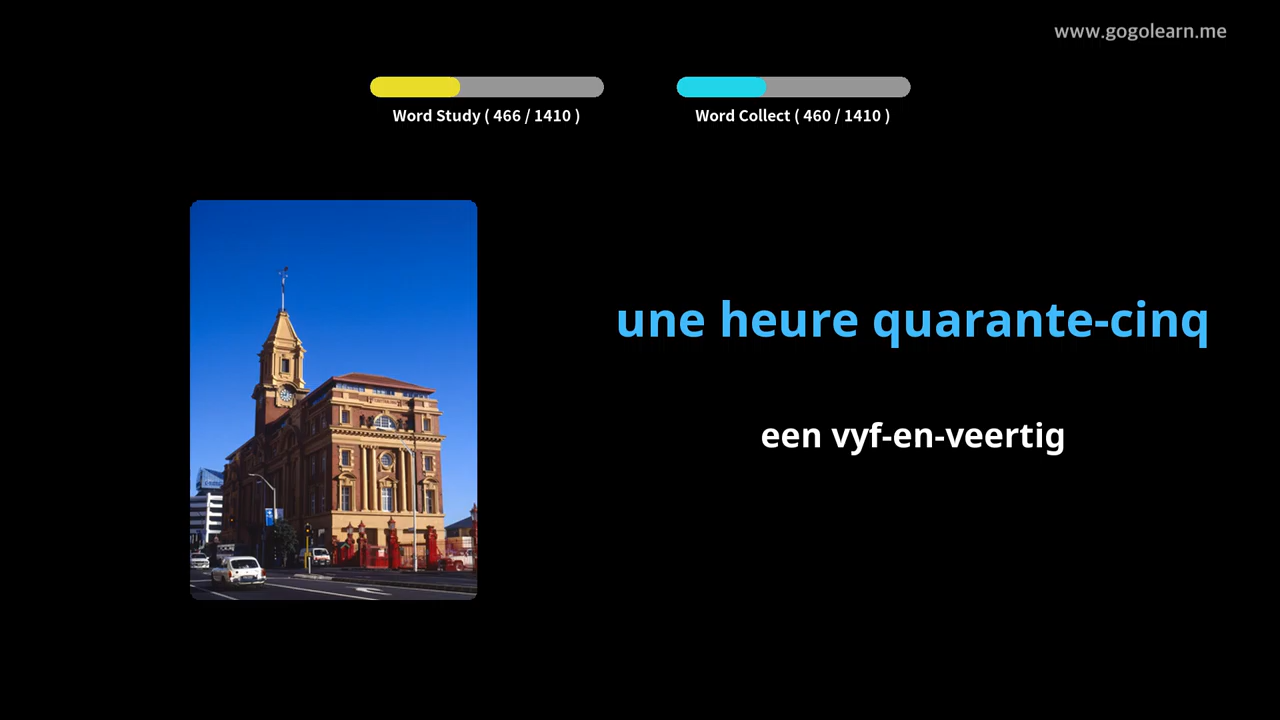 www.gogolearn.me
Word Study ( 466 / 1410 )
Word Collect ( 460 / 1410 )
une heure quarante-cinq
een vyf-en-veertig